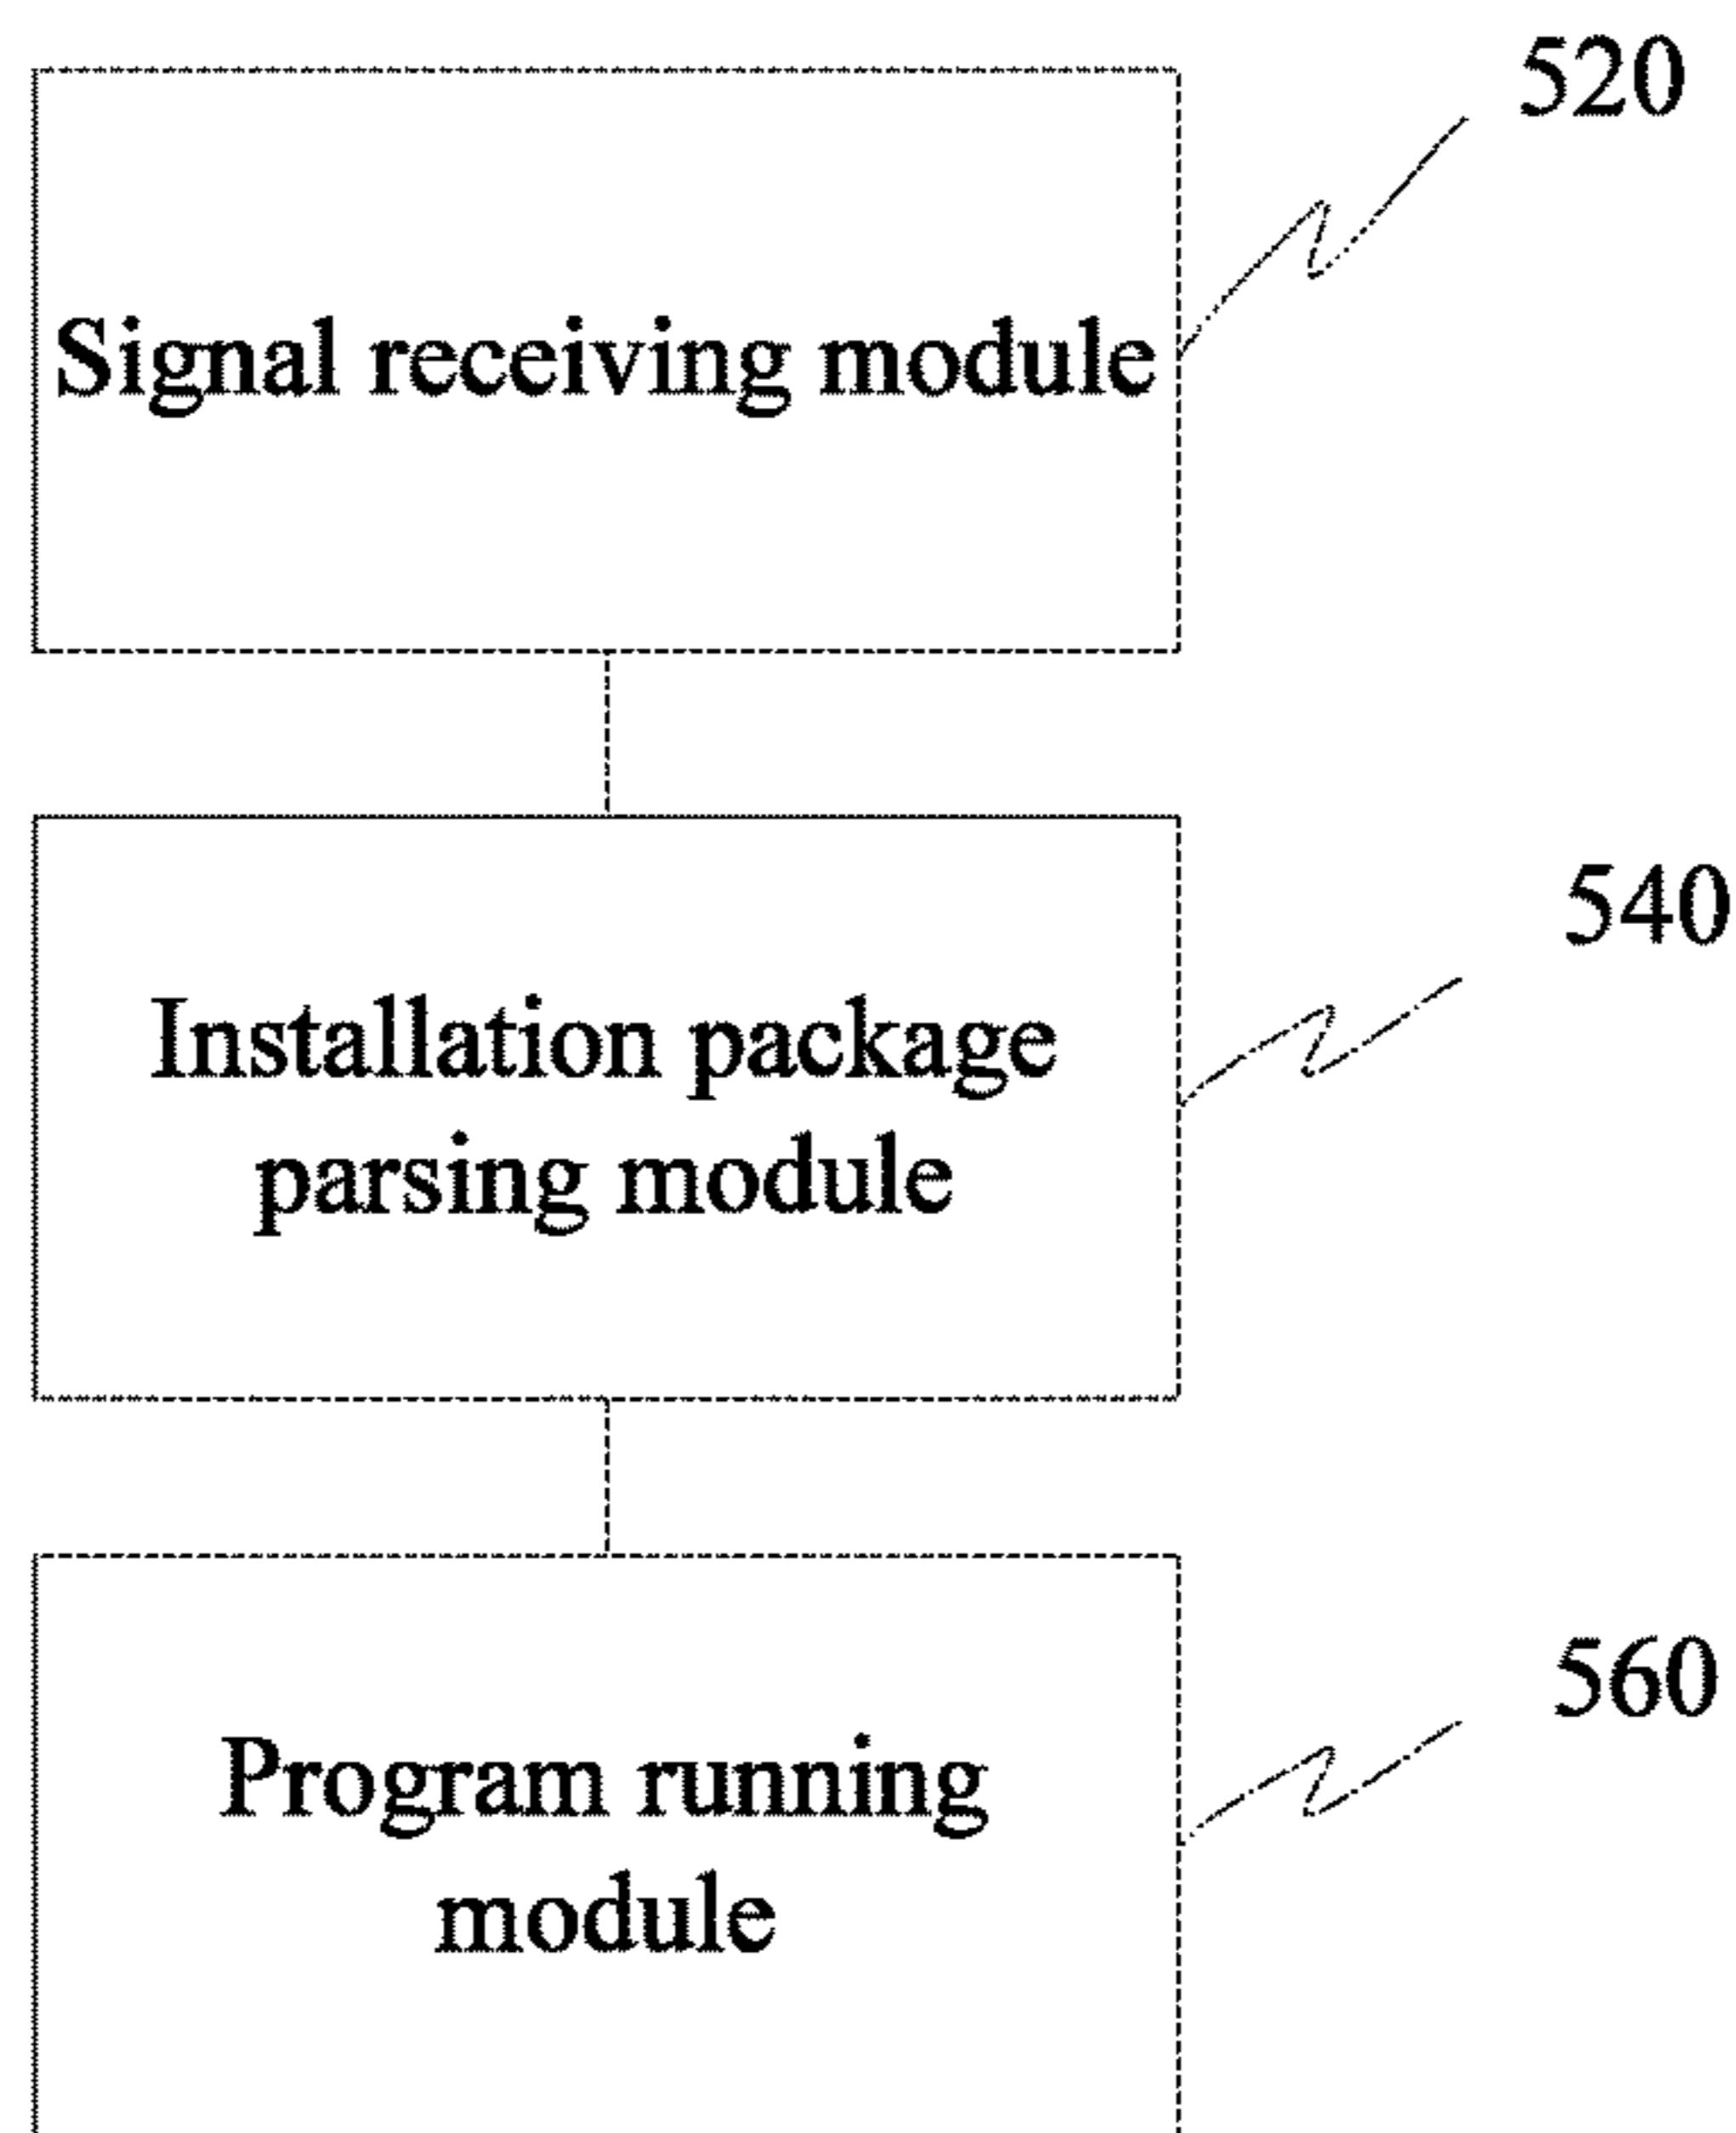 520
Signal receiving module
540
Installation package
parsing module
560
Program running
module